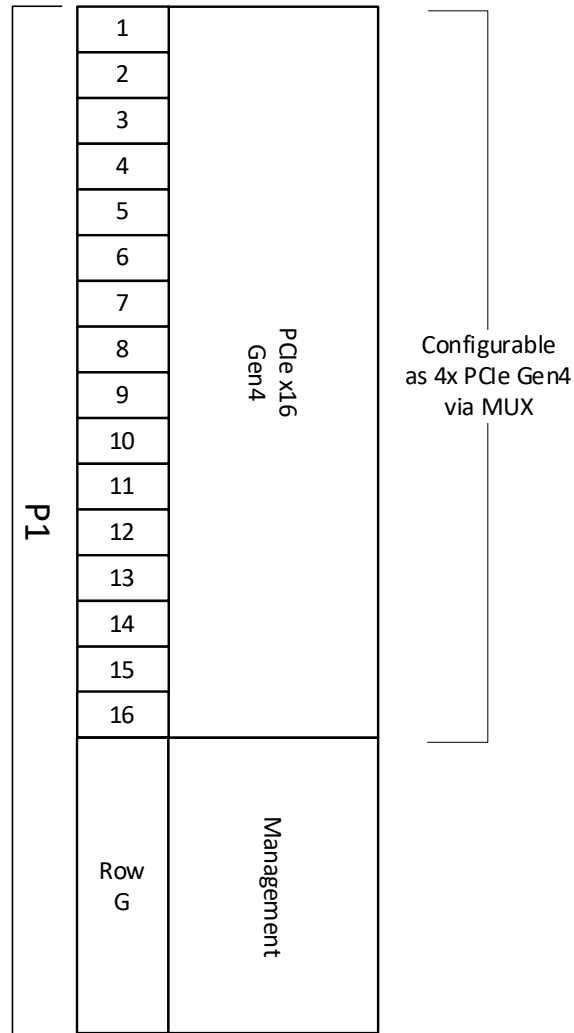 P1
1
2
3
4
5
6
7
8
9
10
11
12
13
14
15
16
Row
G
PCIe x16
Gen4
Management
Configurable
as 4x PCIe Gen4
via MUX